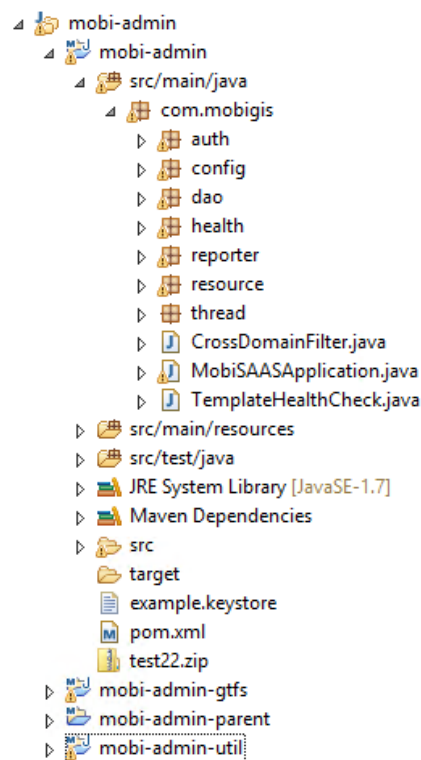 mobi-admin
mobi-admin
src/main/java
com.mobigis
auth
config
dao
health
reporter
resource
thread
CrossDomainFilter.java
MobiSAASApplication.java
TemplateHealthCheck.java
src/main/resources
src/test/java
JRE System Library [JavaSE-1.7]
Maven Dependencies
src
target
example.keystore
pom.xml
test22.zip
mobi-admin-gtfs
mobi-admin-parent
mobi-admin-util